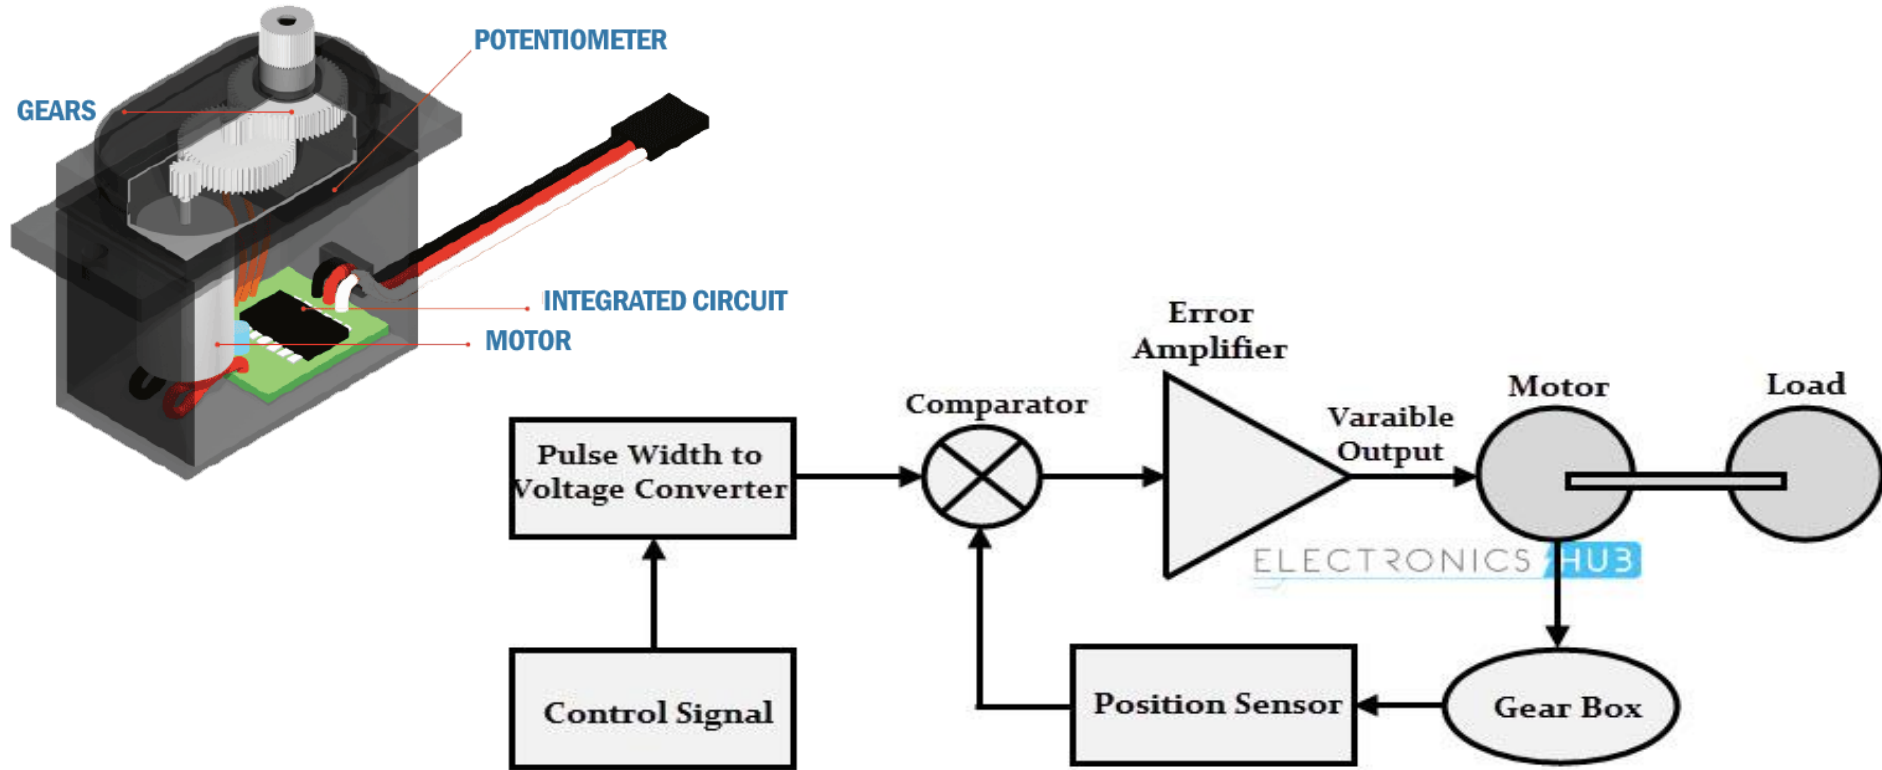 POTENTIOMETER
GEARS
INTEGRATED CIRCUIT
MOTOR
Error
Amplifier
Comparator
Motor
Load
Varaible
Output
Pulse Width to
Voltage Converter
ELECTRONICS HUB
Control Signal
Position Sensor
Gear Box